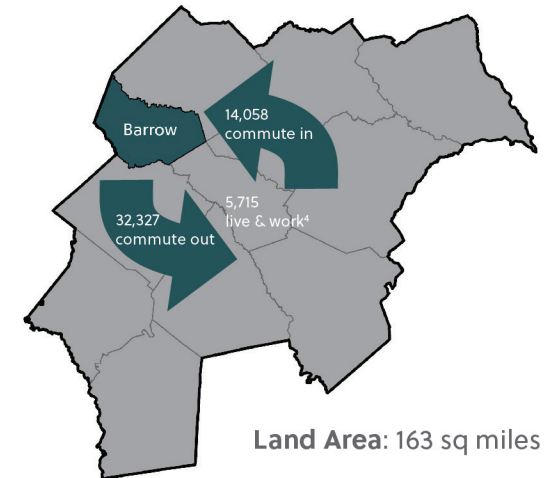 Barrow
14,058
commute in
5,715
live & work⁴
32,327
commute out
Land Area: 163 sq miles